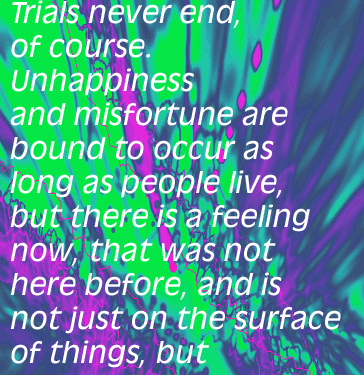 Trials never end,
of course.
Unhappiness
and misfortune are
bound to occur as
long as people live,
but there is a feeling
now, that was not
here before, and is
not just on the surface
of things, but